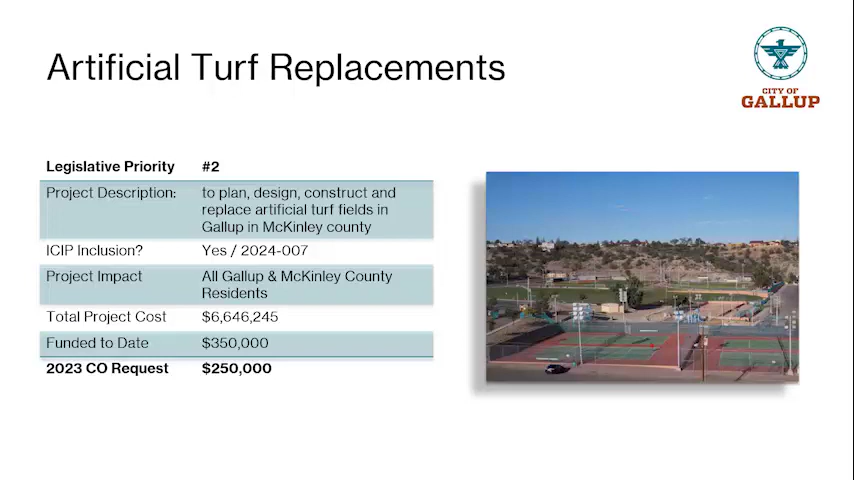 Artificial Turf Replacements
CITY OF
GALLUP
Legislative Priority #2
Project Description: to plan, design, construct and
replace artificial turf fields in
Gallup in McKinley county
ICIP Inclusion? Yes / 2024-007
Project Impact All Gallup & McKinley County
Residents
Total Project Cost $6,646,245
Funded to Date $350,000
2023 CO Request $250,000